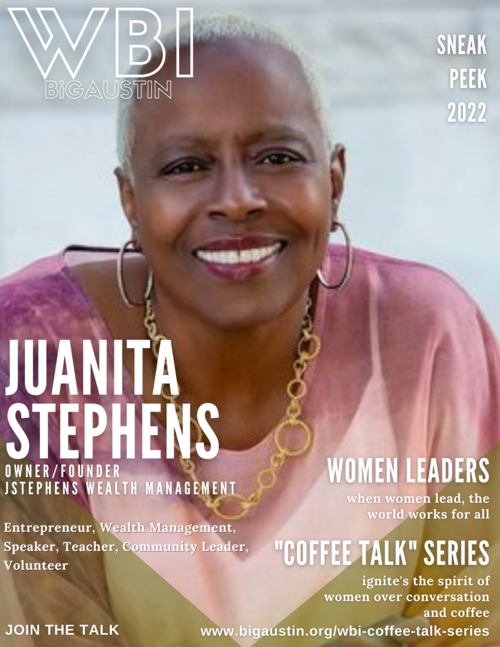 WBI
BiGAUSTIN
SNEAK
PEEK
2022
JUANITA
STEPHENS
OWNER/FOUNDER
JSTEPHENS WEALTH MANAGEMENT
Entrepreneur, Wealth Management,
Speaker, Teacher, Community Leader,
Volunteer
WOMEN LEADERS
when women lead, the
world works for all
"COFFEE TALK" SERIES
ignite's the spirit of
women over conversation
and coffee
JOIN THE TALK
www.bigaustin.org/wbi-coffee-talk-series